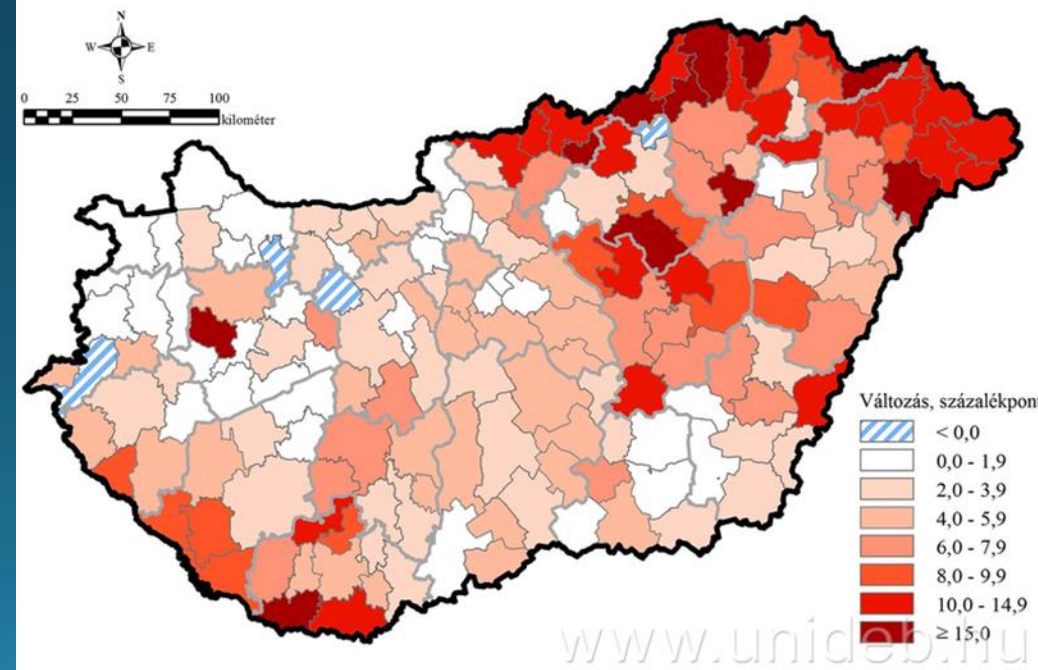 N
W E
S
0 25 50 75 100
kilométer
Változás, százalékpont
< 0,0
0,0 - 1,9
2,0 - 3,9
4,0 - 5,9
6,0 - 7,9
8,0 - 9,9
10,0 - 14,9
≥ 15,0
www.unideb.hu